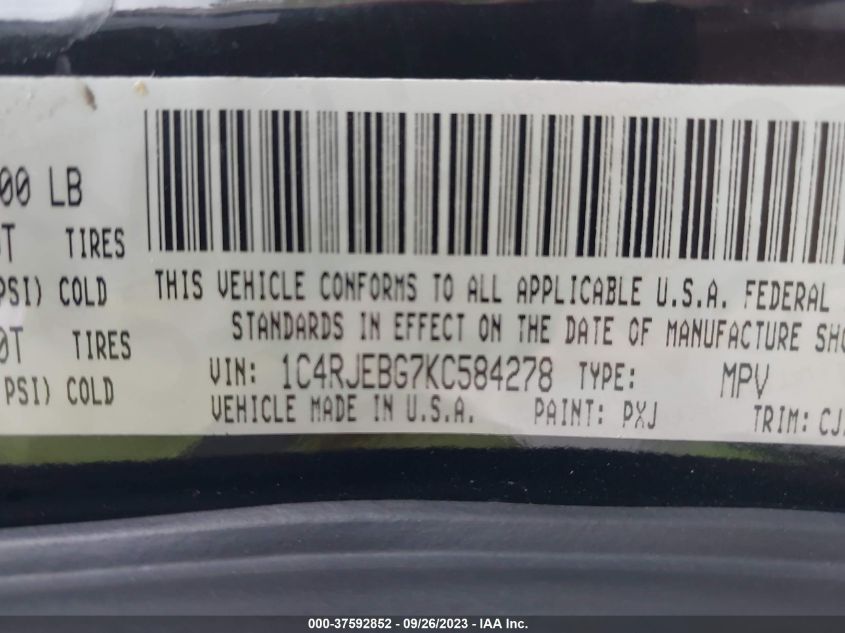 00 LB
TIRES
PSI) COLD
0T TIRES
PSI) COLD
THIS VEHICLE CONFORMS TO ALL APPLICABLE U.S.A. FEDERAL
STANDARDS IN EFFECT ON THE DATE OF MANUFACTURE SHO
VIN: 1C4RJEBG7KC584278 TYPE: MPV
VEHICLE MADE IN U.S.A. PAINT: PXJ TRIM: CJ
000-37592852 - 09/26/2023 - IAA Inc.